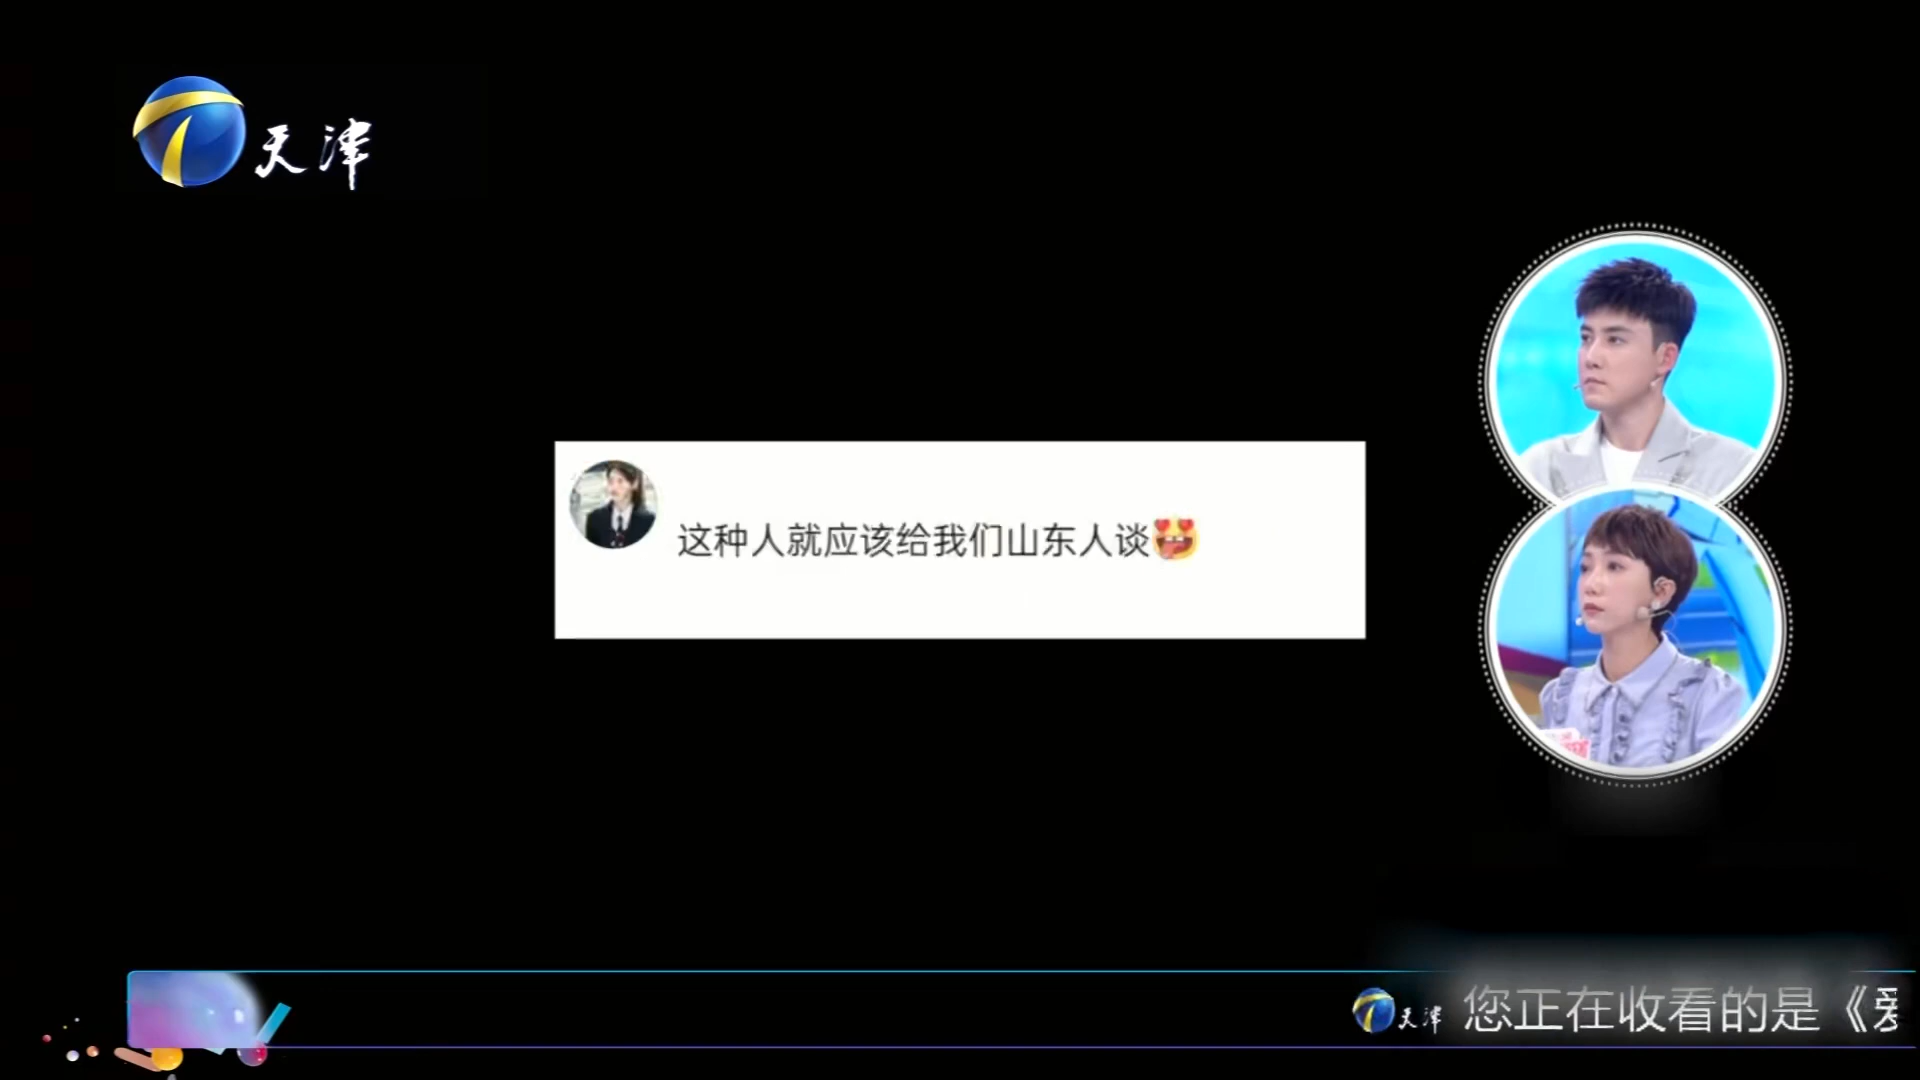 天津
这种人就应该给我们山东人谈
天津 您正在收看的是《爱